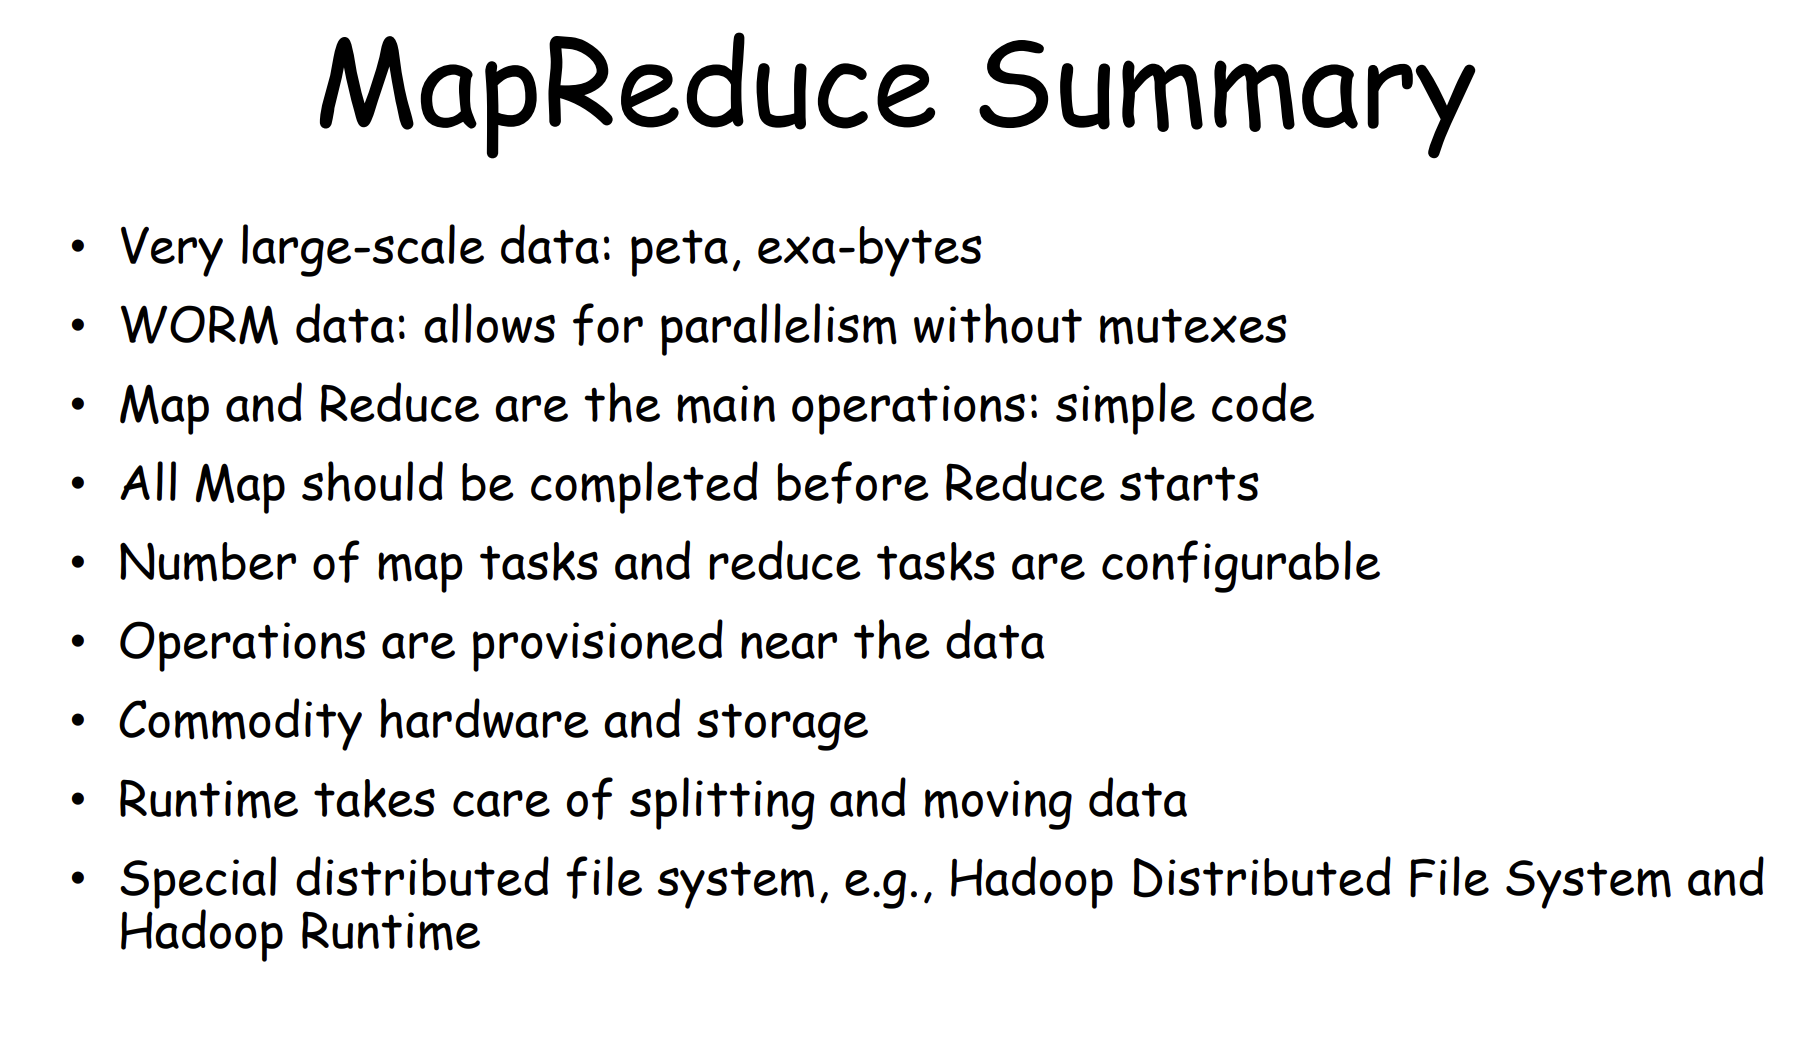 MapReduce Summary
• Very large-scale data: peta, exa-bytes
• WORM data: allows for parallelism without mutexes
• Map and Reduce are the main operations: simple code
• All Map should be completed before Reduce starts
• Number of map tasks and reduce tasks are configurable
• Operations are provisioned near the data
• Commodity hardware and storage
• Runtime takes care of splitting and moving data
• Special distributed file system, e.g., Hadoop Distributed File System and
Hadoop Runtime